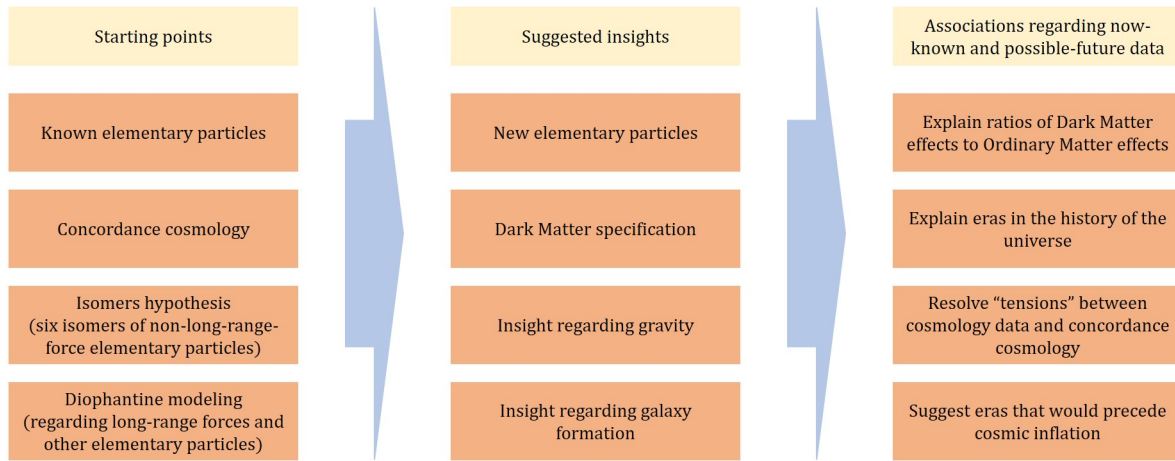 Starting points
Known elementary particles
Concordance cosmology
Isomers hypothesis
(six isomers of non-long-range-
force elementary particles)
Diophantine modeling
(regarding long-range forces and
other elementary particles)
Suggested insights
New elementary particles
Dark Matter specification
Insight regarding gravity
Insight regarding galaxy
formation
Associations regarding now-
known and possible-future data
Explain ratios of Dark Matter
effects to Ordinary Matter effects
Explain eras in the history of the
universe
Resolve “tensions” between
cosmology data and concordance
cosmology
Suggest eras that would precede
cosmic inflation